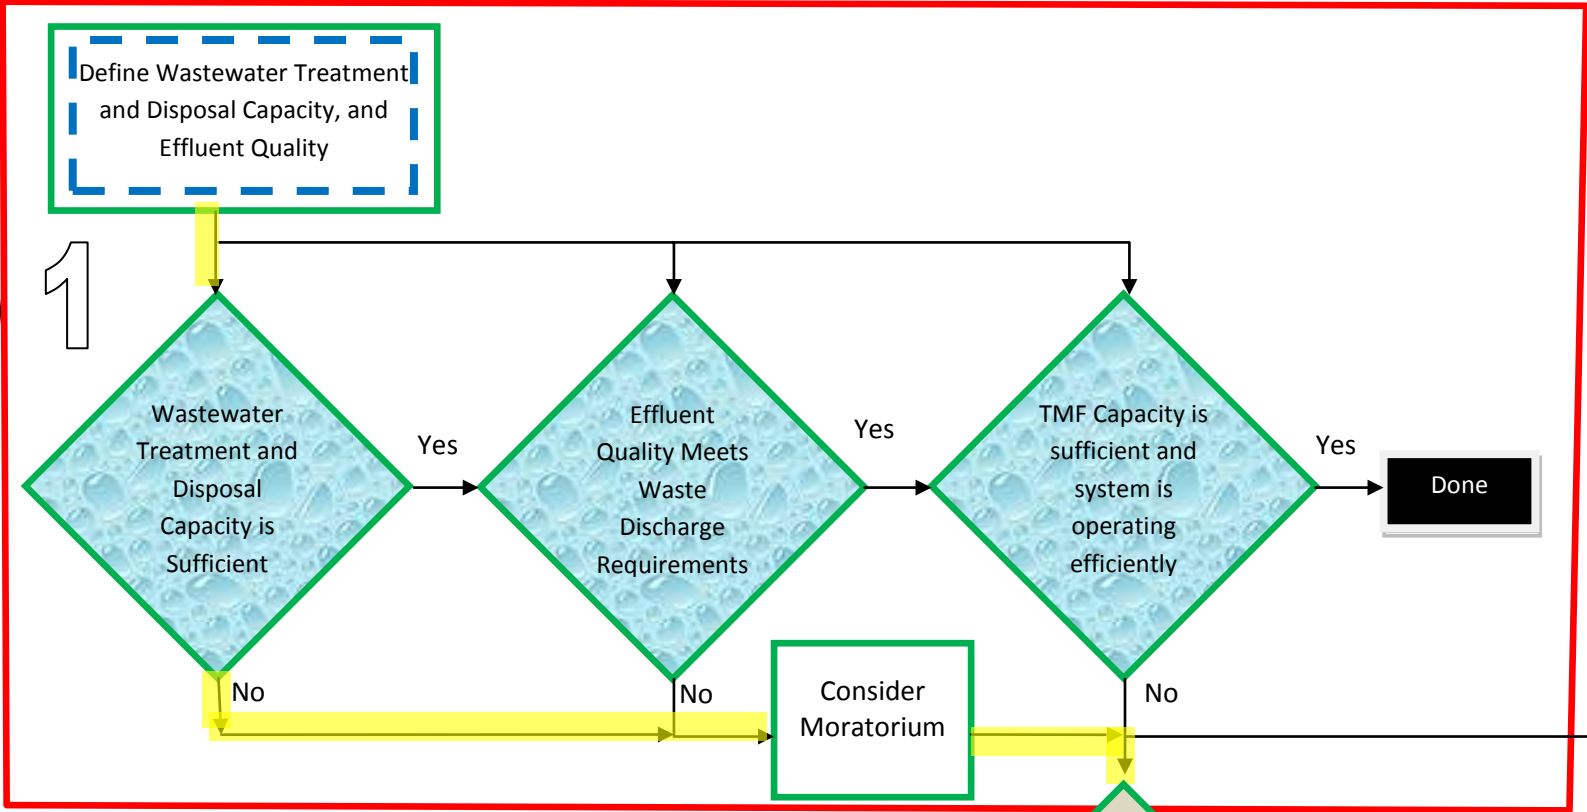 Define Wastewater Treatment
and Disposal Capacity, and
Effluent Quality
1
Wastewater
Treatment and
Disposal
Capacity is
Sufficient
Yes
Effluent
Quality Meets
Waste
Discharge
Requirements
Yes
TMF Capacity is
sufficient and
system is
operating
efficiently
Yes
Done
No
No
Consider
Moratorium
No